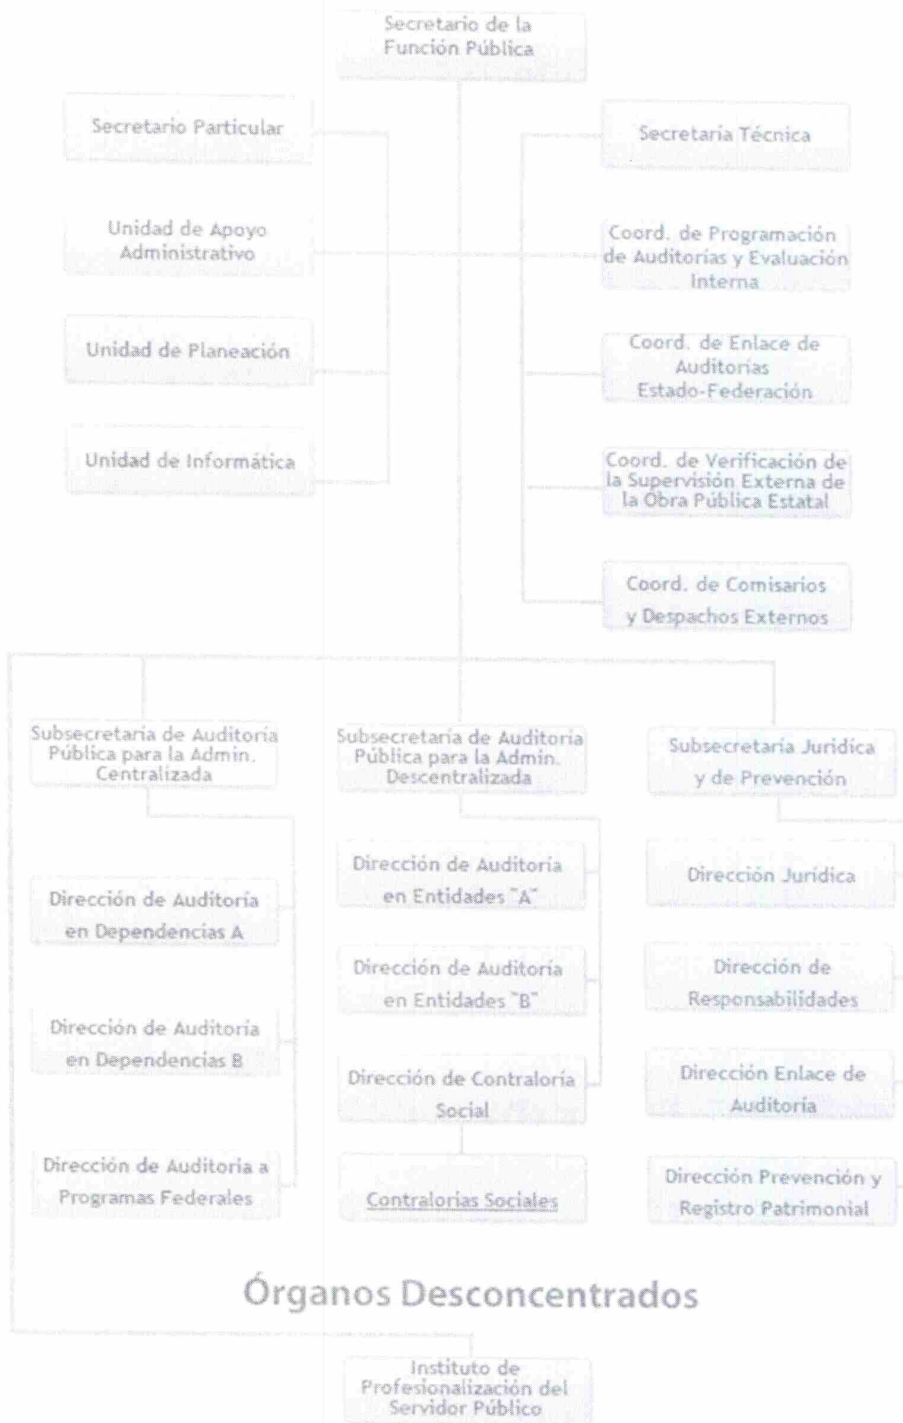 Secretario de la
Función Pública
Secretario Particular
Secretaría Técnica
Unidad de Apoyo
Administrativo
Coord. de Programación
de Auditorías y Evaluación
Interna
Unidad de Planeación
Coord. de Enlace de
Auditorías
Estado-Federación
Unidad de Informática
Coord. de Verificación de
la Supervisión Externa de
la Obra Pública Estatal
Coord. de Comisarios
y Despachos Externos
Subsecretaría de Auditoría
Pública para la Admin.
Centralizada
Dirección de Auditoría
en Dependencias A
Dirección de Auditoría
en Dependencias B
Dirección de Auditoria a
Programas Federales
Subsecretaría de Auditoría
Pública para la Admin.
Descentralizada
Dirección de Auditoría
en Entidades "A"
Dirección de Auditoría
en Entidades "B"
Dirección de Contraloría
Social
Contralorías Sociales
Subsecretaría Jurídica
y de Prevención
Dirección Jurídica
Dirección de
Responsabilidades
Dirección Enlace de
Auditoría
Dirección Prevención y
Registro Patrimonial
Órganos Desconcentrados
Instituto de
Profesionalización del
Servidor Público